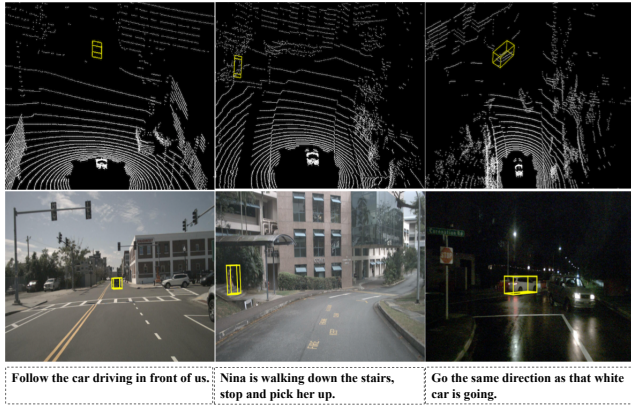 Follow the car driving in front of us.
Nina is walking down the stairs,
stop and pick her up.
Go the same direction as that white
car is going.